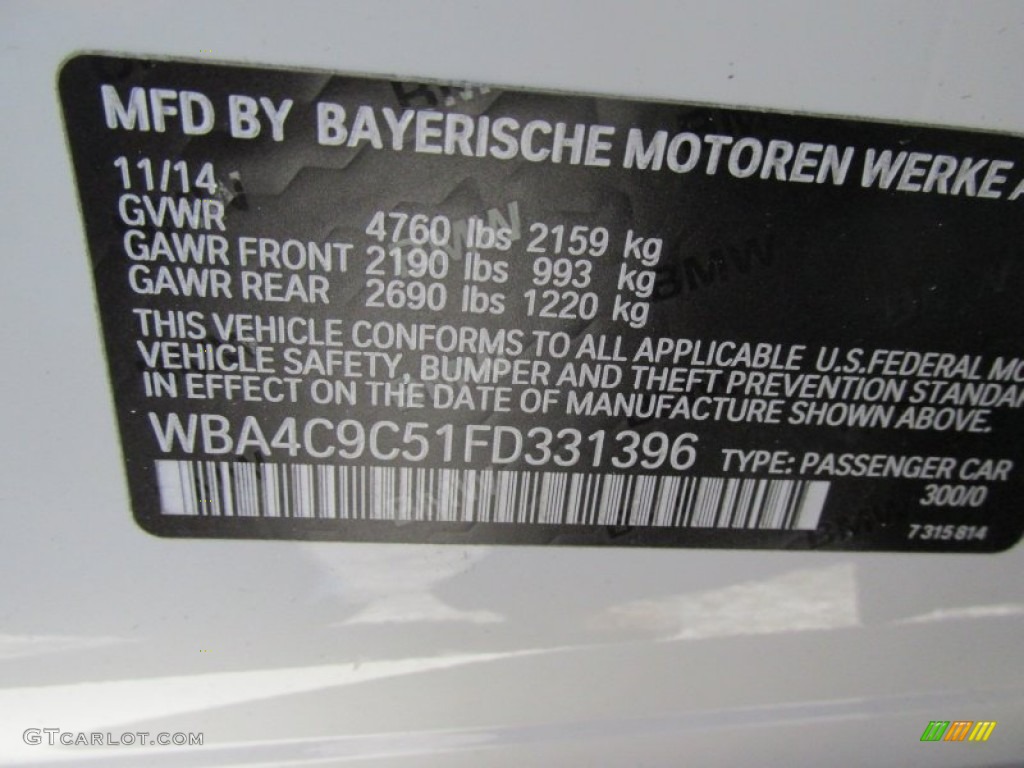 MFD BY BAYERISCHE MOTOREN WERKE A
11/14
GVWR 4760 lbs 2159 kg
GAWR FRONT 2190 lbs 993 kg
GAWR REAR 2690 lbs 1220 kg
THIS VEHICLE CONFORMS TO ALL APPLICABLE U.S.FEDERAL MO
VEHICLE SAFETY, BUMPER AND THEFT PREVENTION STANDAR
IN EFFECT ON THE DATE OF MANUFACTURE SHOWN ABOVE.
WBA4C9C51FD331396 TYPE: PASSENGER CAR
300/0
7 315 814
GTCARLOT.COM